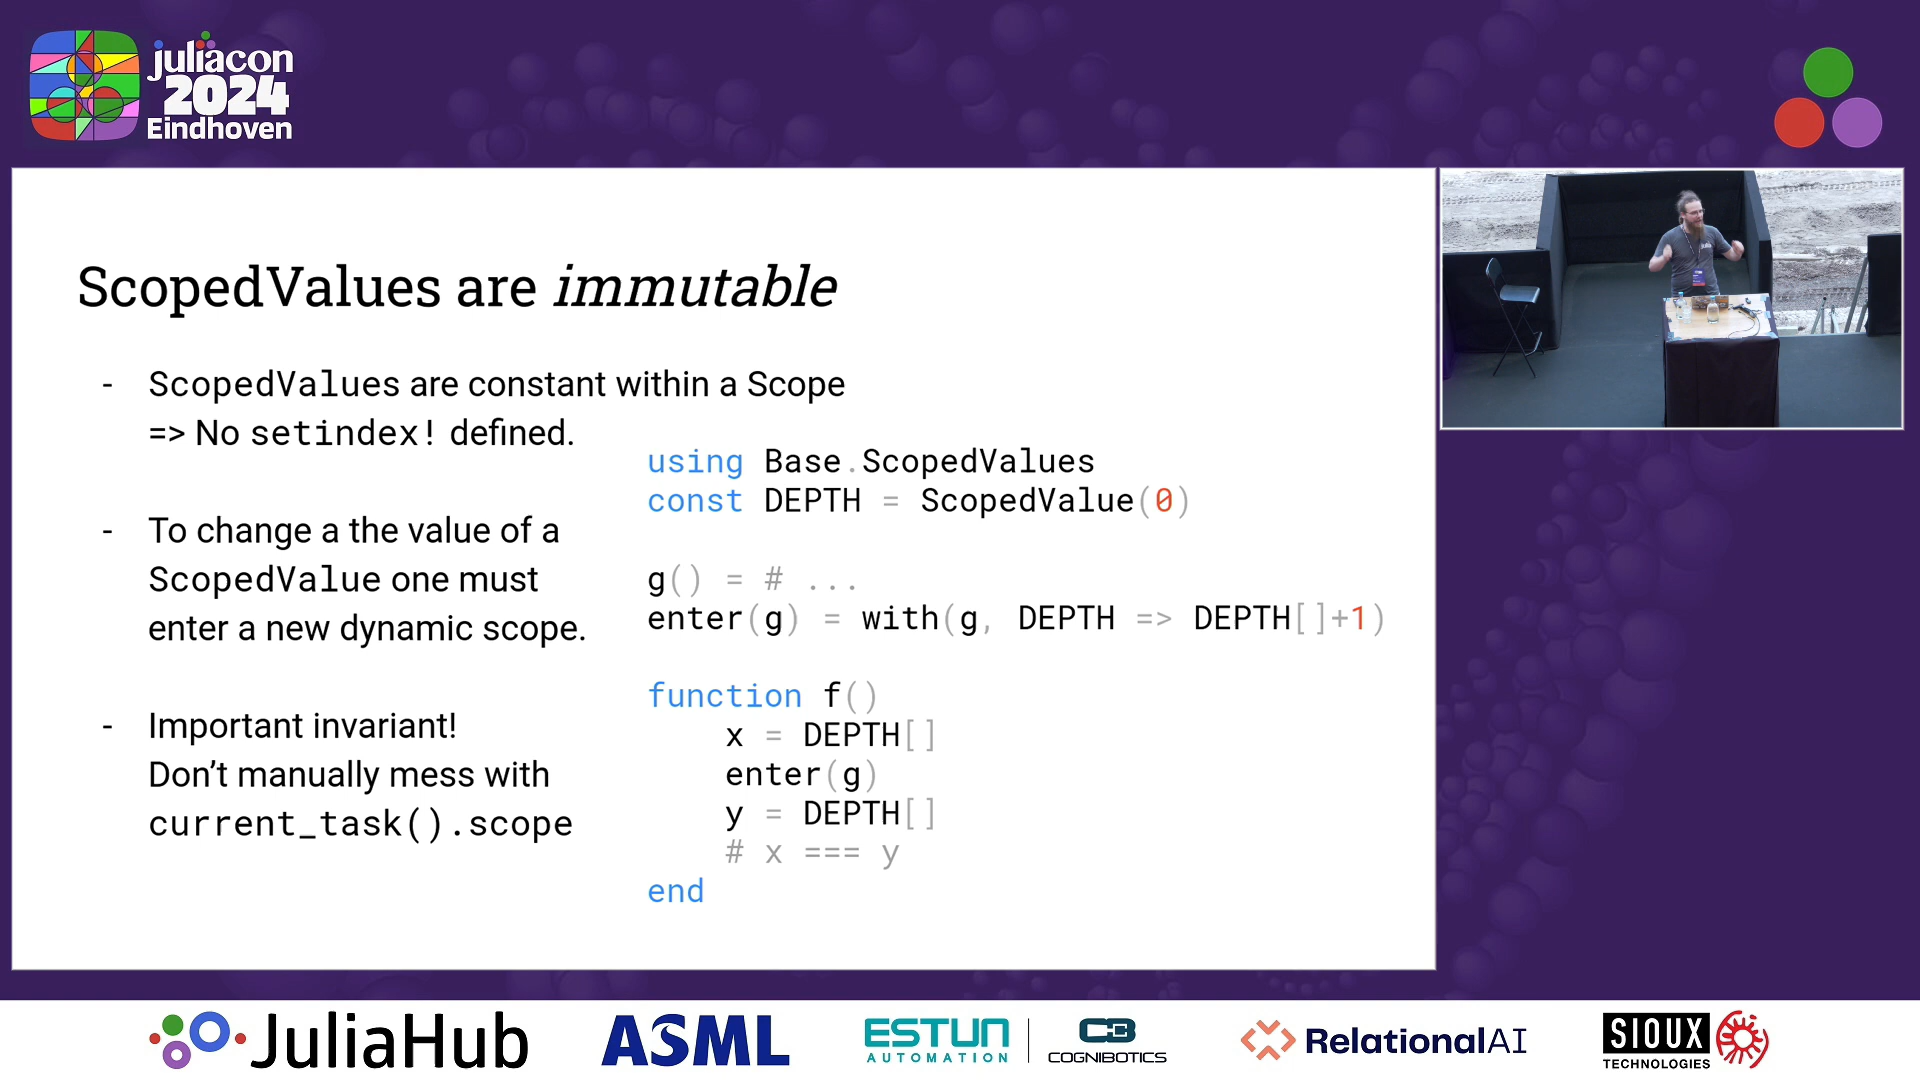 juliacon
2024
Eindhoven
ScopedValues are immutable
- ScopedValues are constant within a Scope
=> No setindex! defined.
- To change a the value of a
ScopedValue one must
enter a new dynamic scope.
- Important invariant!
Don’t manually mess with
current_task().scope
using Base.ScopedValues
const DEPTH = ScopedValue(0)
g() = # ...
enter(g) = with(g, DEPTH => DEPTH[]+1)
function f()
x = DEPTH[]
enter(g)
y = DEPTH[]
# x === y
end
JuliaHub
ASML
ESTUN
AUTOMATION
C3
COGNIBOTICS
RelationalAI
SIOUX
TECHNOLOGIES